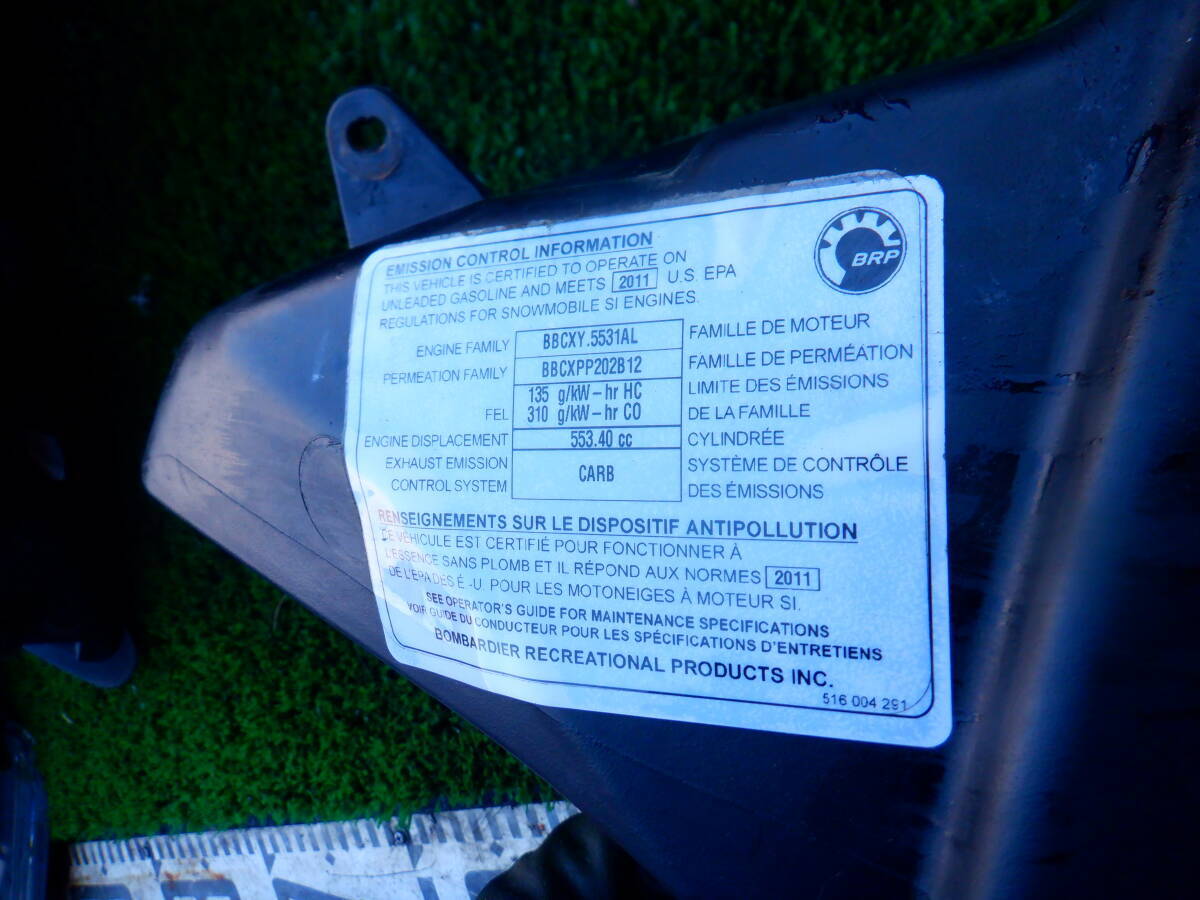 EMISSION CONTROL INFORMATION
THIS VEHICLE IS CERTIFIED TO OPERATE ON
UNLEADED GASOLINE AND MEETS 2011 U.S. EPA
REGULATIONS FOR SNOWMOBILE SI ENGINES.
BRP
ENGINE FAMILY BBCXY.5531AL FAMILLE DE MOTEUR
PERMEATION FAMILY BBCXPP202B12 FAMILLE DE PERMÉATION
135 g/kW-hr HC LIMITE DES ÉMISSIONS
FEL 310 g/kW-hr CO DE LA FAMILLE
ENGINE DISPLACEMENT 553.40 cc CYLINDRÉE
EXHAUST EMISSION CARB SYSTÈME DE CONTRÔLE
CONTROL SYSTEM DES ÉMISSIONS
RENSEIGNEMENTS SUR LE DISPOSITIF ANTIPOLLUTION
CE VÉHICULE EST CERTIFIÉ POUR FONCTIONNER À
L'ESSENCE SANS PLOMB ET IL RÉPOND AUX NORMES 2011
DE L'EPA DES É.-U. POUR LES MOTONEIGES À MOTEUR SI.
SEE OPERATOR'S GUIDE FOR MAINTENANCE SPECIFICATIONS
VOIR GUIDE DU CONDUCTEUR POUR LES SPÉCIFICATIONS D'ENTRETIENS
BOMBARDIER RECREATIONAL PRODUCTS INC.
516 004 291